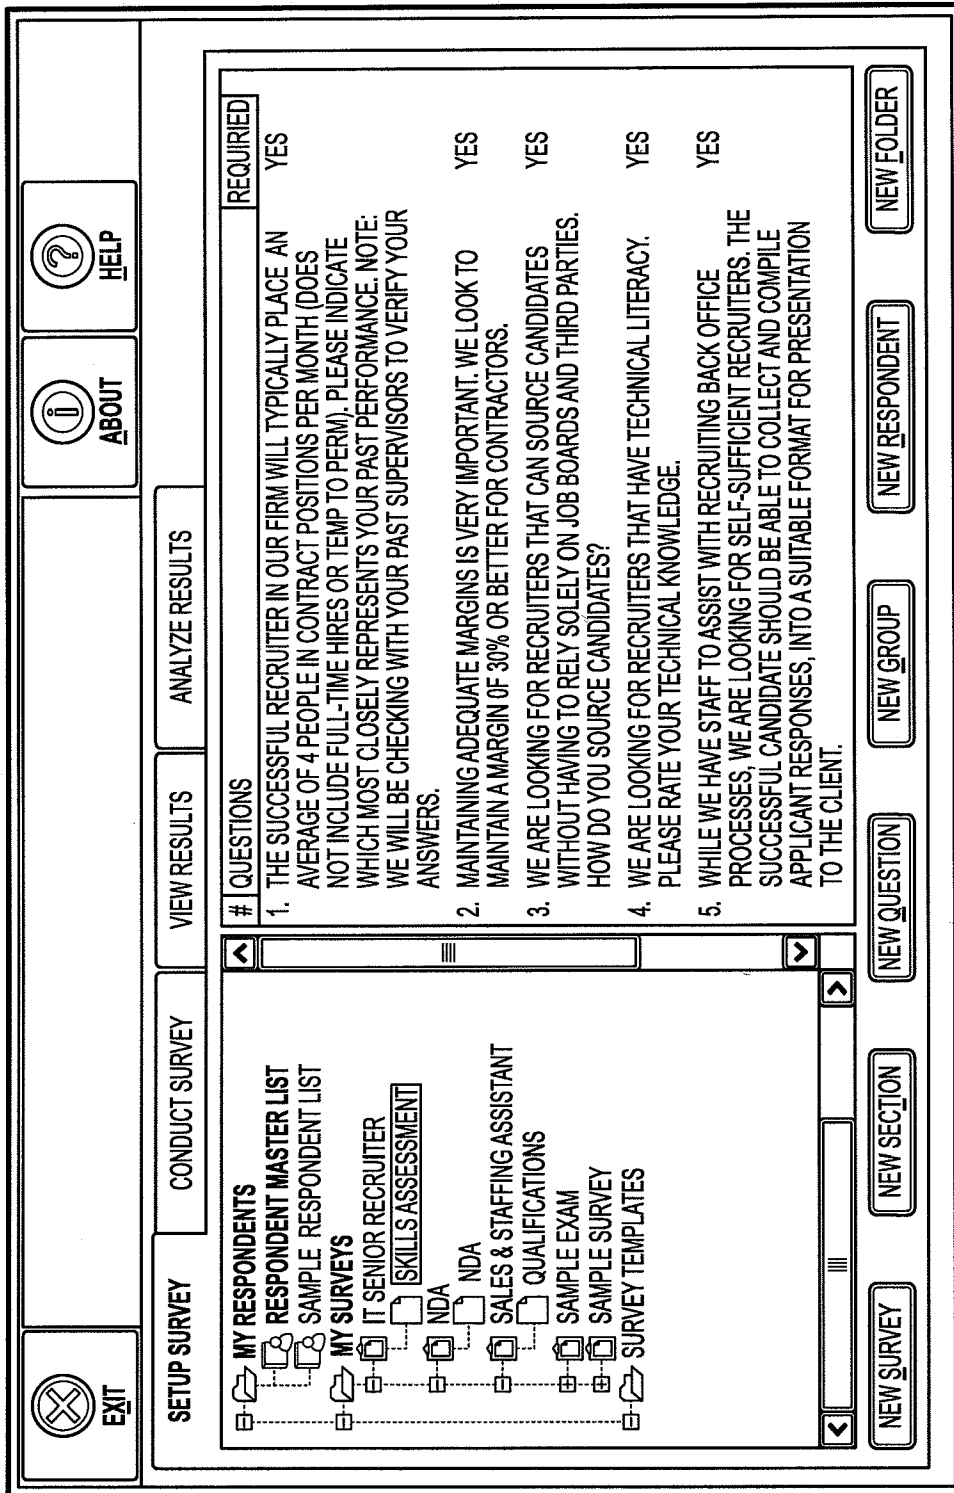 EXIT
ABOUT
HELP
SETUP SURVEY
CONDUCT SURVEY
VIEW RESULTS
ANALYZE RESULTS
MY RESPONDENTS
RESPONDENT MASTER LIST
SAMPLE RESPONDENT LIST
MY SURVEYS
IT SENIOR RECRUITER
SKILLS ASSESSMENT
NDA
NDA
SALES & STAFFING ASSISTANT
QUALIFICATIONS
SAMPLE EXAM
SAMPLE SURVEY
SURVEY TEMPLATES
# QUESTIONS REQUIRIED
1. THE SUCCESSFUL RECRUITER IN OUR FIRM WILL TYPICALLY PLACE AN YES
AVERAGE OF 4 PEOPLE IN CONTRACT POSITIONS PER MONTH (DOES
NOT INCLUDE FULL-TIME HIRES OR TEMP TO PERM). PLEASE INDICATE
WHICH MOST CLOSELY REPRESENTS YOUR PAST PERFORMANCE. NOTE:
WE WILL BE CHECKING WITH YOUR PAST SUPERVISORS TO VERIFY YOUR
ANSWERS.
2. MAINTAINING ADEQUATE MARGINS IS VERY IMPORTANT. WE LOOK TO YES
MAINTAIN A MARGIN 0F 30% OR BETTER FOR CONTRACTORS.
3. WE ARE LOOKING FOR RECRUITERS THAT CAN SOURCE CANDIDATES YES
WITHOUT HAVING TO RELY SOLELY ON JOB BOARDS AND THIRD PARTIES.
HOW DO YOU SOURCE CANDIDATES?
4. WE ARE LOOKING FOR RECRUITERS THAT HAVE TECHNICAL LITERACY. YES
PLEASE RATE YOUR TECHNICAL KNOWLEDGE.
5. WHILE WE HAVE STAFF TO ASSIST WITH RECRUITING BACK OFFICE YES
PROCESSES, WE ARE LOOKING FOR SELF-SUFFICIENT RECRUITERS. THE
SUCCESSFUL CANDIDATE SHOULD BE ABLE TO COLLECT AND COMPILE
APPLICANT RESPONSES, INTO A SUITABLE FORMAT FOR PRESENTATION
TO THE CLIENT.
NEW SURVEY
NEW SECTION
NEW QUESTION
NEW GROUP
NEW RESPONDENT
NEW FOLDER